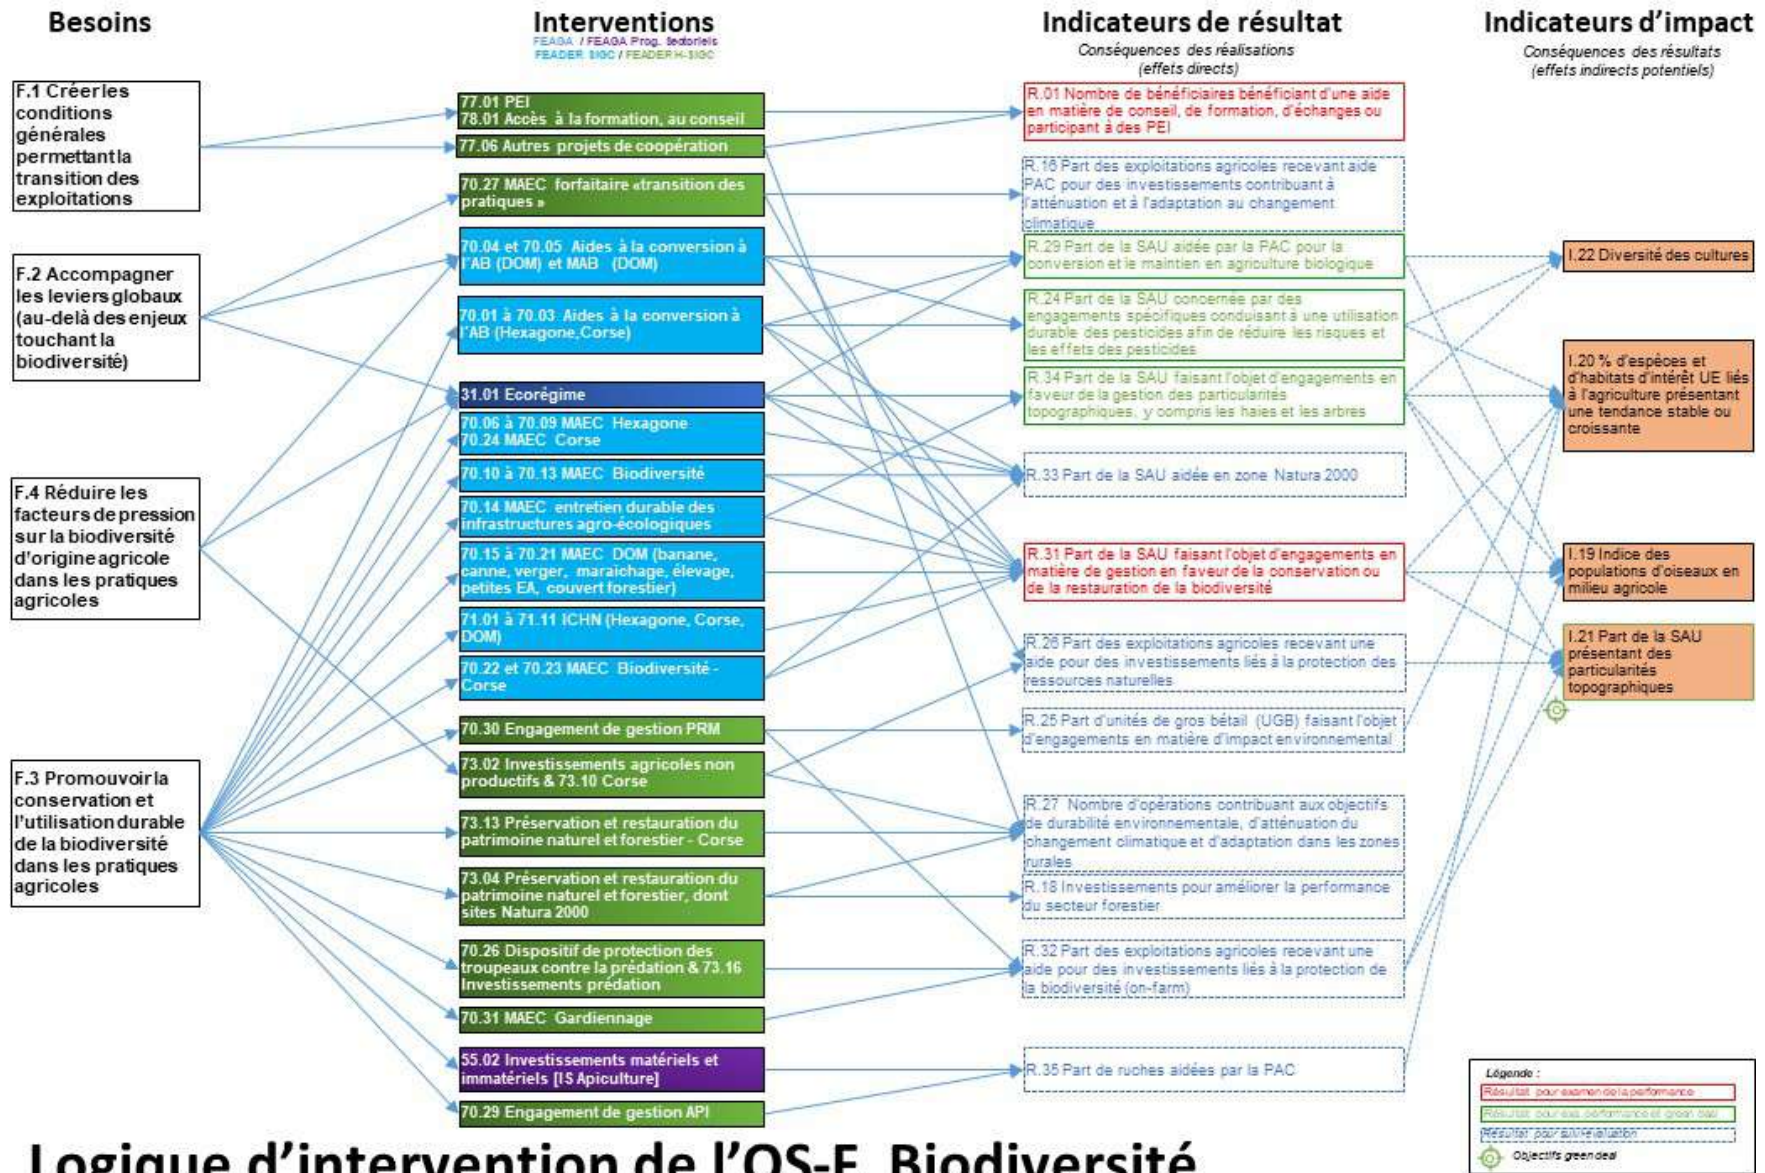 Besoins
Interventions
FEAGA / FEAGA Prog. Sectoriels
FEADER SIGC / FEADER H-SIGC
Indicateurs de résultat
Conséquences des réalisations
(effets directs)
Indicateurs d'impact
Conséquences des résultats
(effets indirects potentiels)
F.1 Créer les
conditions
générales
permettant la
transition des
exploitations
F.2 Accompagner
les leviers globaux
(au-delà des enjeux
touchant la
biodiversité)
F.4 Réduire les
facteurs de pression
sur la biodiversité
d'origine agricole
dans les pratiques
agricoles
F.3 Promouvoir la
conservation et
l'utilisation durable
de la biodiversité
dans les pratiques
agricoles
77.01 PEI
78.01 Accès à la formation, au conseil
77.06 Autres projets de coopération
70.27 MAEC forfaitaire «transition des
pratiques »
70.04 et 70.05 Aides à la conversion à
l'AB (DOM) et MAB (DOM)
70.01 à 70.03 Aides à la conversion à
l'AB (Hexagone,Corse)
31.01 Ecorégime
70.06 à 70.09 MAEC Hexagone
70.24 MAEC Corse
70.10 à 70.13 MAEC Biodiversité
70.14 MAEC entretien durable des
infrastructures agro-écologiques
70.15 à 70.21 MAEC DOM (banane,
canne, verger, maraichage, élevage,
petites EA, couvert forestier)
71.01 à 71.11 ICHN (Hexagone, Corse,
DOM)
70.22 et 70.23 MAEC Biodiversité -
Corse
70.30 Engagement de gestion PRM
73.02 Investissements agricoles non
productifs & 73.10 Corse
73.13 Préservation et restauration du
patrimoine naturel et forestier - Corse
73.04 Préservation et restauration du
patrimoine naturel et forestier, dont
sites Natura 2000
70.26 Dispositif de protection des
troupeaux contre la prédation & 73.16
Investissements prédation
70.31 MAEC Gardiennage
55.02 Investissements matériels et
immatériels [IS Apiculture]
70.29 Engagement de gestion API
R.01 Nombre de bénéficiaires bénéficiant d'une aide
en matière de conseil, de formation, d'échanges ou
participant à des PEI
R.16 Part des exploitations agricoles recevant aide
PAC pour des investissements contribuant à
l'atténuation et à l'adaptation au changement
climatique
R.29 Part de la SAU aidée par la PAC pour la
conversion et le maintien en agriculture biologique
R.24 Part de la SAU concernée par des
engagements spécifiques conduisant à une utilisation
durable des pesticides afin de réduire les risques et
les effets des pesticides
R.34 Part de la SAU faisant l'objet d'engagements en
faveur de la gestion des particularités
topographiques, y compris les haies et les arbres
R.33 Part de la SAU aidée en zone Natura 2000
R.31 Part de la SAU faisant l'objet d'engagements en
matière de gestion en faveur de la conservation ou
de la restauration de la biodiversité
R.26 Part des exploitations agricoles recevant une
aide pour des investissements liés à la protection des
ressources naturelles
R.25 Part d'unités de gros bétail (UGB) faisant l'objet
d'engagements en matière d'impact environnemental
R.27 Nombre d'opérations contribuant aux objectifs
de durabilité environnementale, d'atténuation du
changement climatique et d'adaptation dans les zones
rurales
R.18 Investissements pour améliorer la performance
du secteur forestier
R.32 Part des exploitations agricoles recevant une
aide pour des investissements liés à la protection de
la biodiversité (on-farm)
R.35 Part de ruches aidées par la PAC
I.22 Diversité des cultures
I.20 % d'espèces et
d'habitats d'intérêt UE liés
à l'agriculture présentant
une tendance stable ou
croissante
I.19 Indice des
populations d'oiseaux en
milieu agricole
I.21 Part de la SAU
présentant des
particularités
topographiques
Légende :
Résultat pour examen de la performance
Résultat pour exa. performance et green deal
Résultat pour suivi-évaluation
Objectifs green deal
Logique d'intervention de l'OS-F Biodiversité